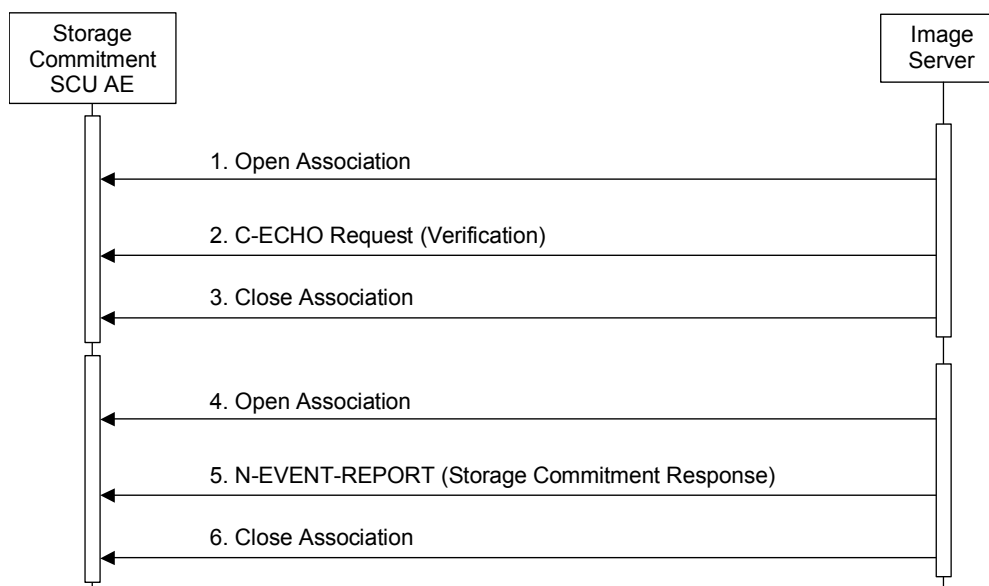 Storage
Commitment
SCU AE
Image
Server
1. Open Association
2. C-ECHO Request (Verification)
3. Close Association
4. Open Association
5. N-EVENT-REPORT (Storage Commitment Response)
6. Close Association